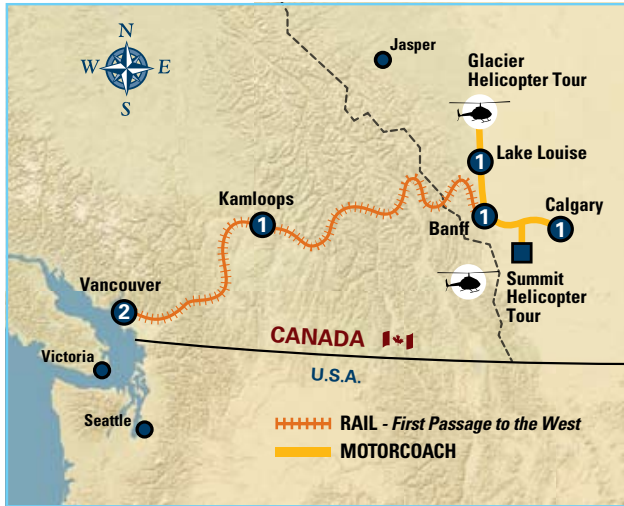 N
W E
S
Jasper
Glacier
Helicopter Tour
1 Lake Louise
Kamloops
1
Calgary
1
Banff
1
Summit
Helicopter
Tour
Vancouver
2
Victoria
CANADA
U.S.A.
Seattle
RAIL - First Passage to the West
MOTORCOACH